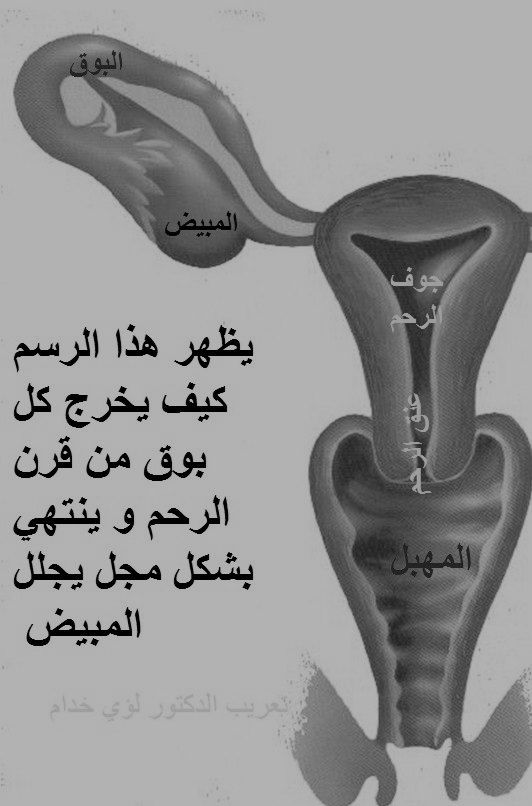 البوق
المبيض
جوف
الرحم
عنق الرحم
يظهر هذا الرسم
كيف يخرج كل
بوق من قرن
الرحم و ينتهي
بشكل مجل يجلل
المبيض
المهبل
تعريب الدكتور لؤي خدام